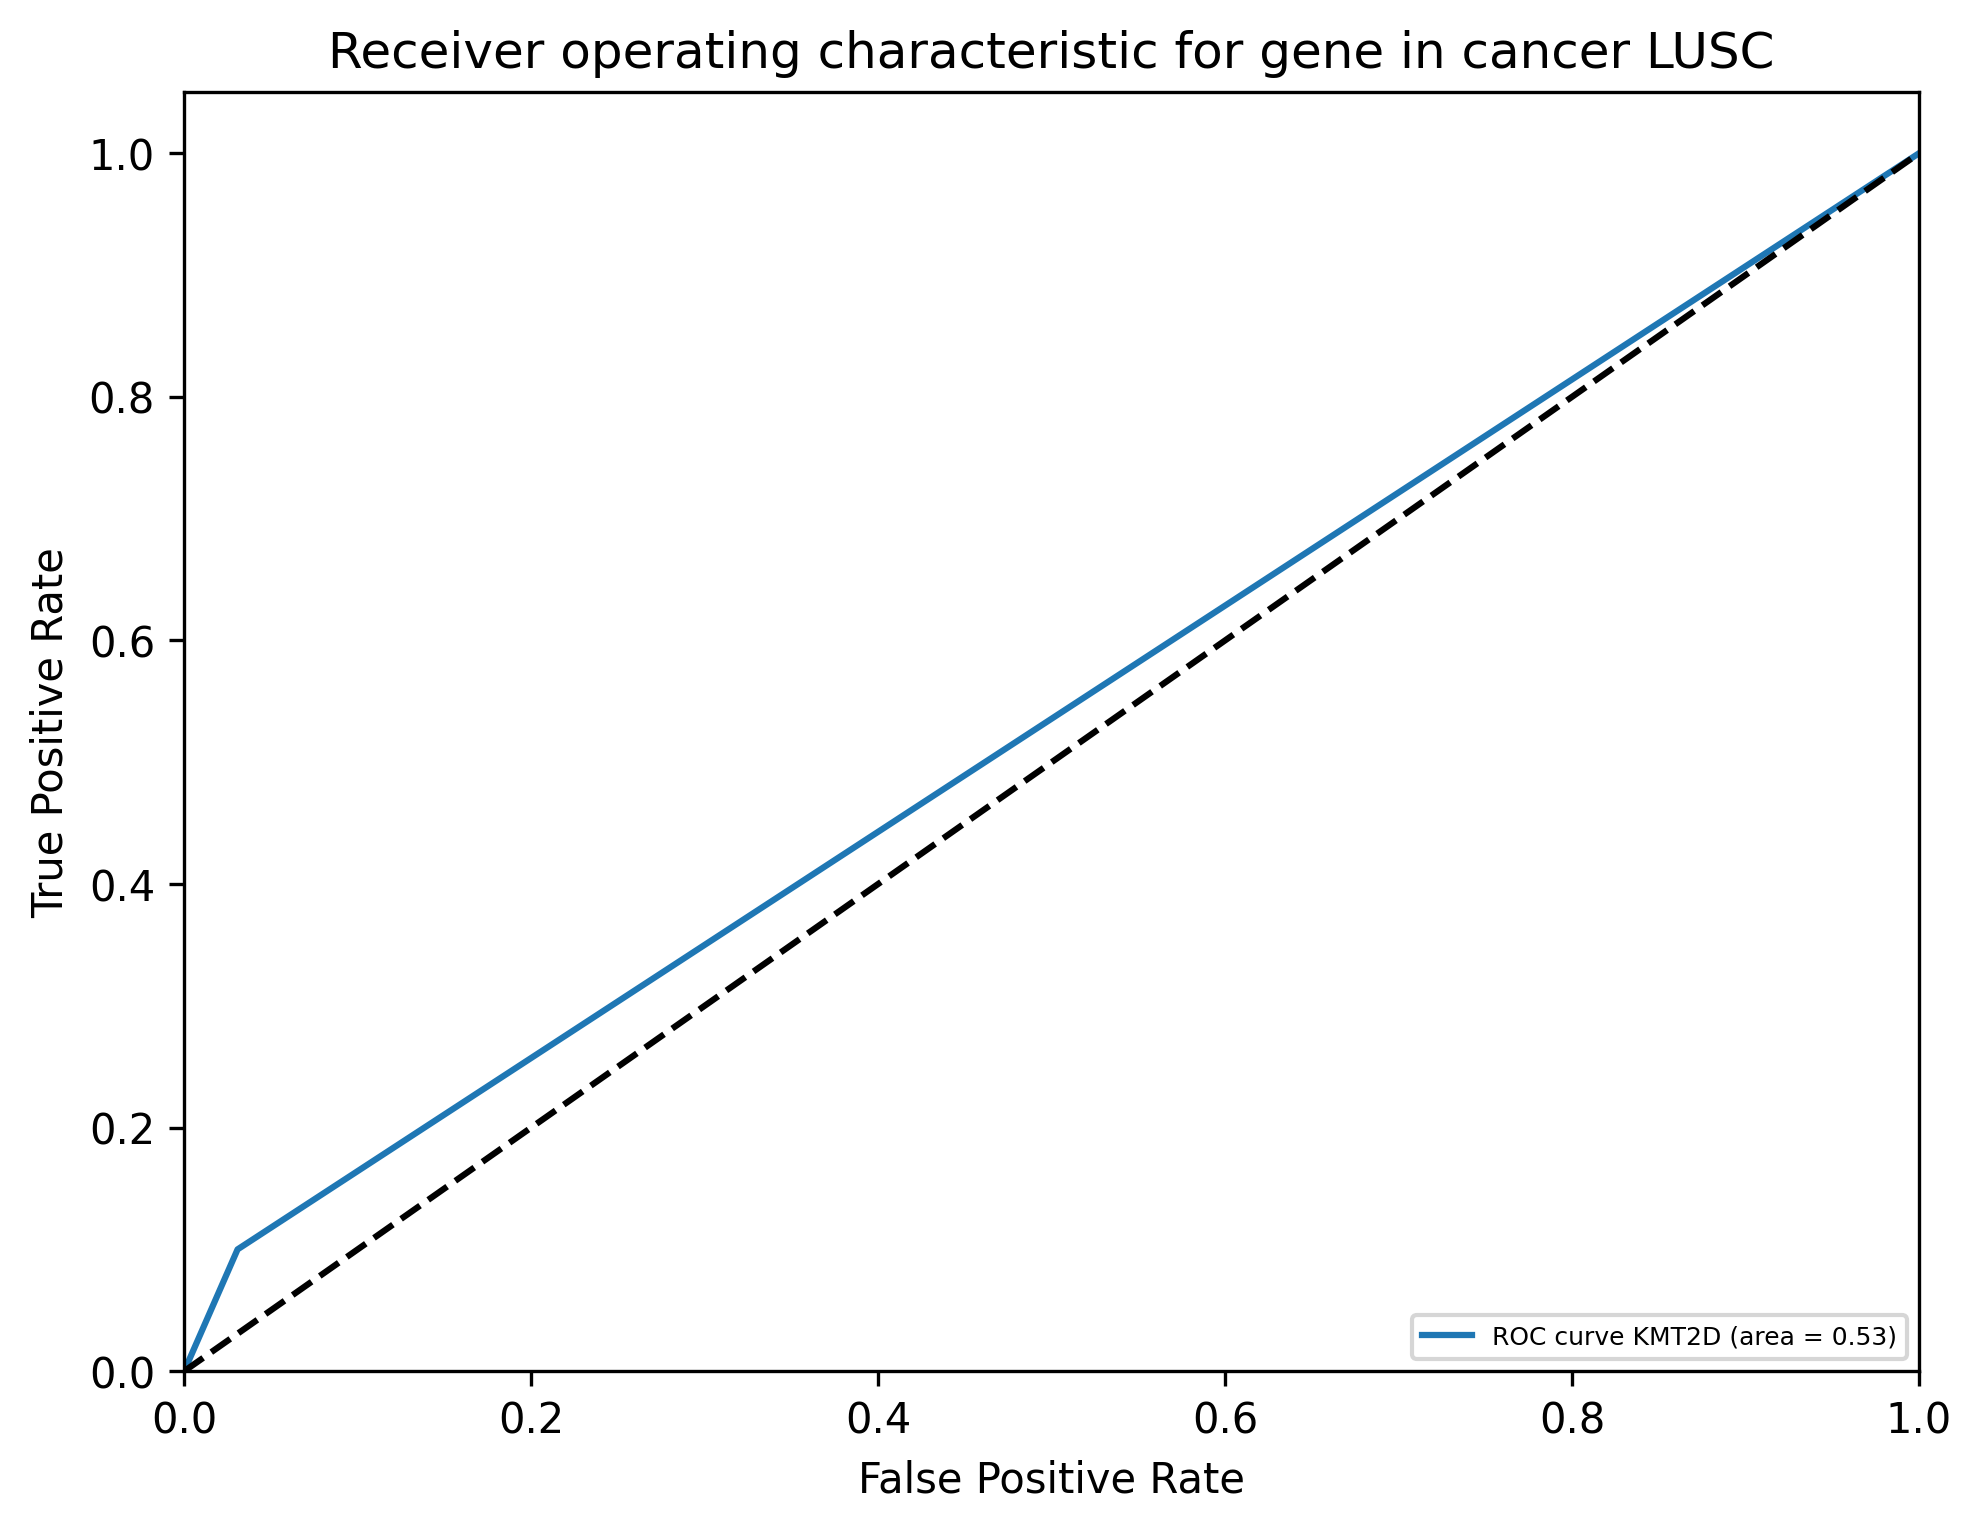 Receiver operating characteristic for gene in cancer LUSC
True Positive Rate
1.0
0.8
0.6
0.4
0.2
0.0
ROC curve KMT2D (area = 0.53)
0.0 0.2 0.4 0.6 0.8 1.0
False Positive Rate